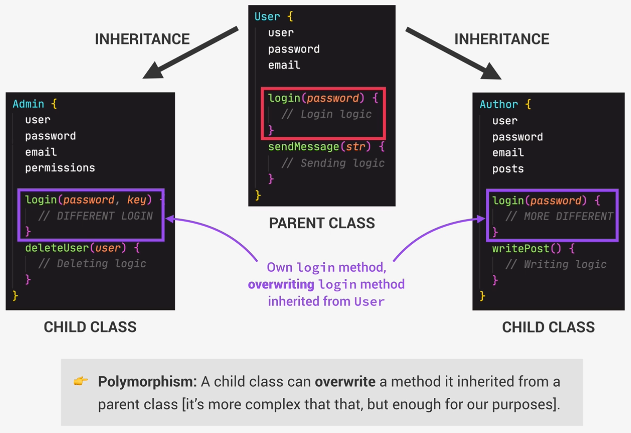 INHERITANCE
INHERITANCE
User {
user
password
email
login(password) {
// Login logic
}
sendMessage(str) {
// Sending logic
}
}
PARENT CLASS
Admin {
user
password
email
permissions
login(password, key) {
// DIFFERENT LOGIN
}
deleteUser(user) {
// Deleting logic
}
}
CHILD CLASS
Author {
user
password
email
posts
login(password) {
// MORE DIFFERENT
}
writePost() {
// Writing logic
}
}
CHILD CLASS
Own login method,
overwriting login method
inherited from User
👉 Polymorphism: A child class can overwrite a method it inherited from a
parent class [it's more complex that that, but enough for our purposes].